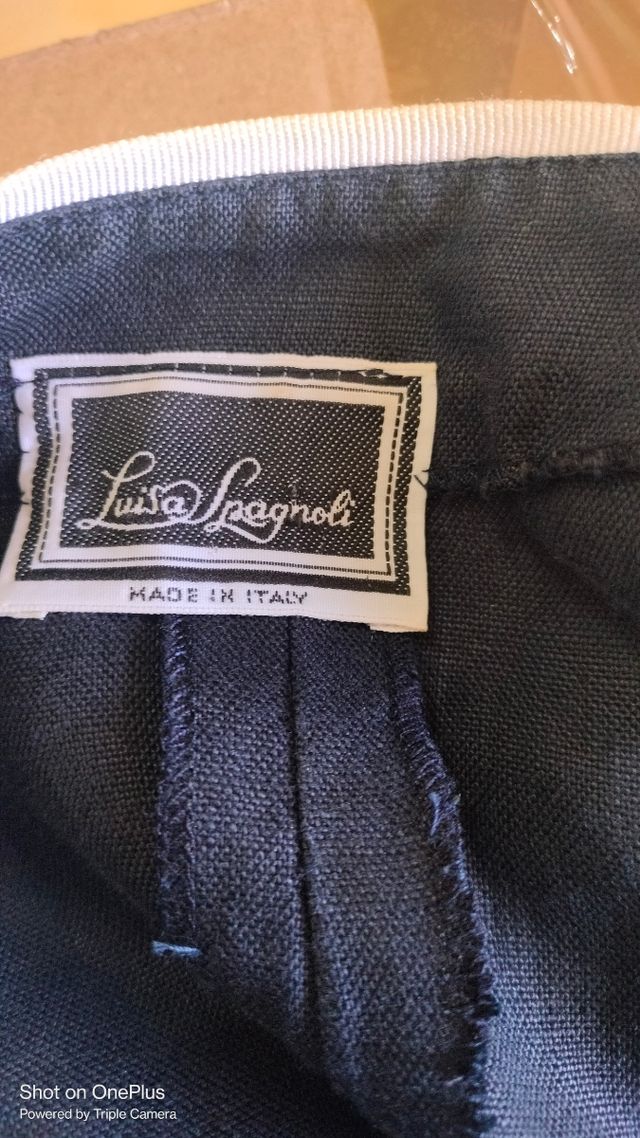 Luisa Spagnoli
MADE IN ITALY
Shot on OnePlus
Powered by Triple Camera